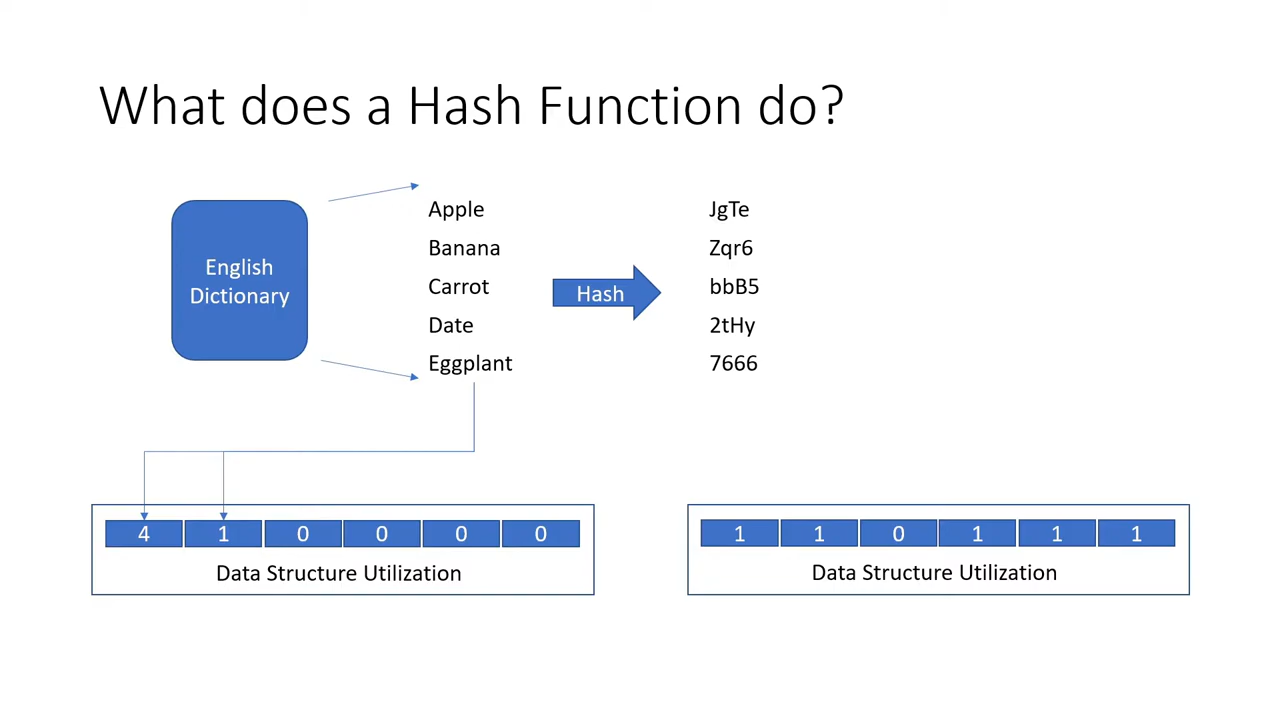 What does a Hash Function do?
English
Dictionary
Apple
Banana
Carrot
Date
Eggplant
Hash
JgTe
Zqr6
bbB5
2tHy
7666
4 1 0 0 0 0
Data Structure Utilization
1 1 0 1 1 1
Data Structure Utilization